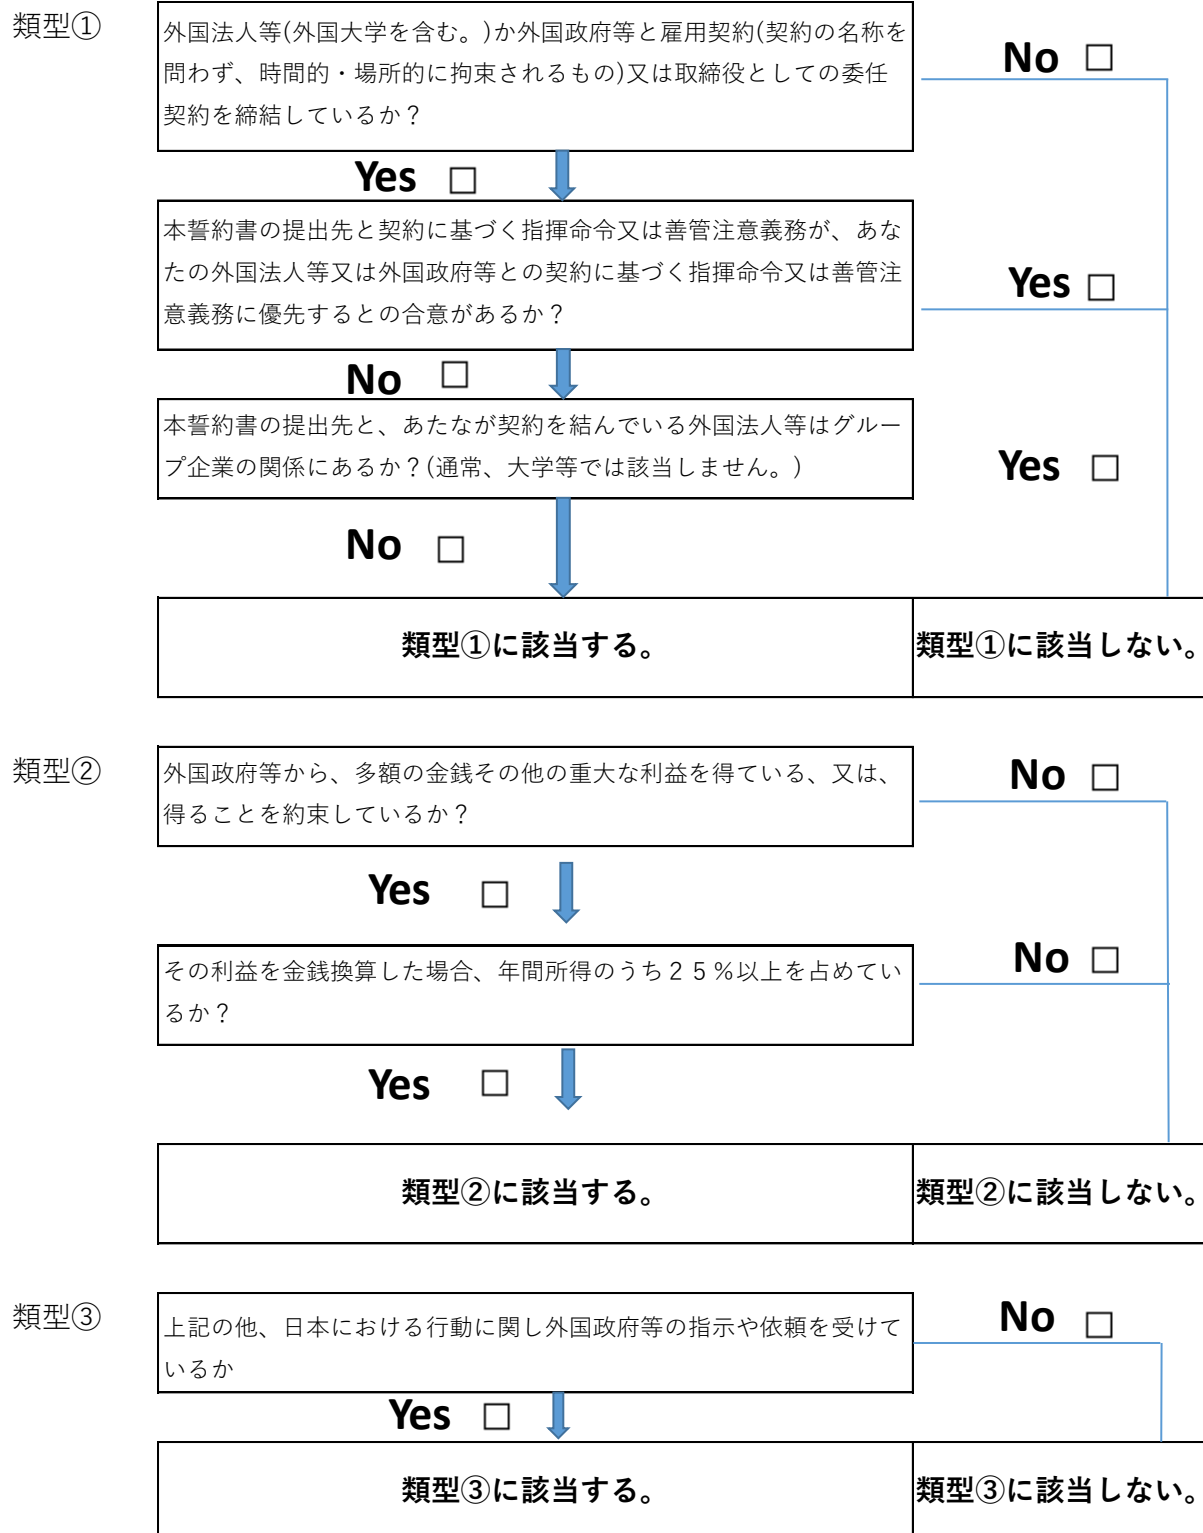 類型①
外国法人等(外国大学を含む。)か外国政府等と雇用契約(契約の名称を
問わず、時間的・場所的に拘束されるもの)又は取締役としての委任
契約を締結しているか？
No □
Yes □
本誓約書の提出先と契約に基づく指揮命令又は善管注意義務が、あな
たの外国法人等又は外国政府等との契約に基づく指揮命令又は善管注
意義務に優先するとの合意があるか？
Yes □
No □
本誓約書の提出先と、あたなが契約を結んでいる外国法人等はグルー
プ企業の関係にあるか？(通常、大学等では該当しません。)
Yes □
No □
類型①に該当する。
類型①に該当しない。
類型②
外国政府等から、多額の金銭その他の重大な利益を得ている、又は、
得ることを約束しているか？
No □
Yes □
その利益を金銭換算した場合、年間所得のうち２５％以上を占めてい
るか？
No □
Yes □
類型②に該当する。
類型②に該当しない。
類型③
上記の他、日本における行動に関し外国政府等の指示や依頼を受けて
いるか
No □
Yes □
類型③に該当する。
類型③に該当しない。